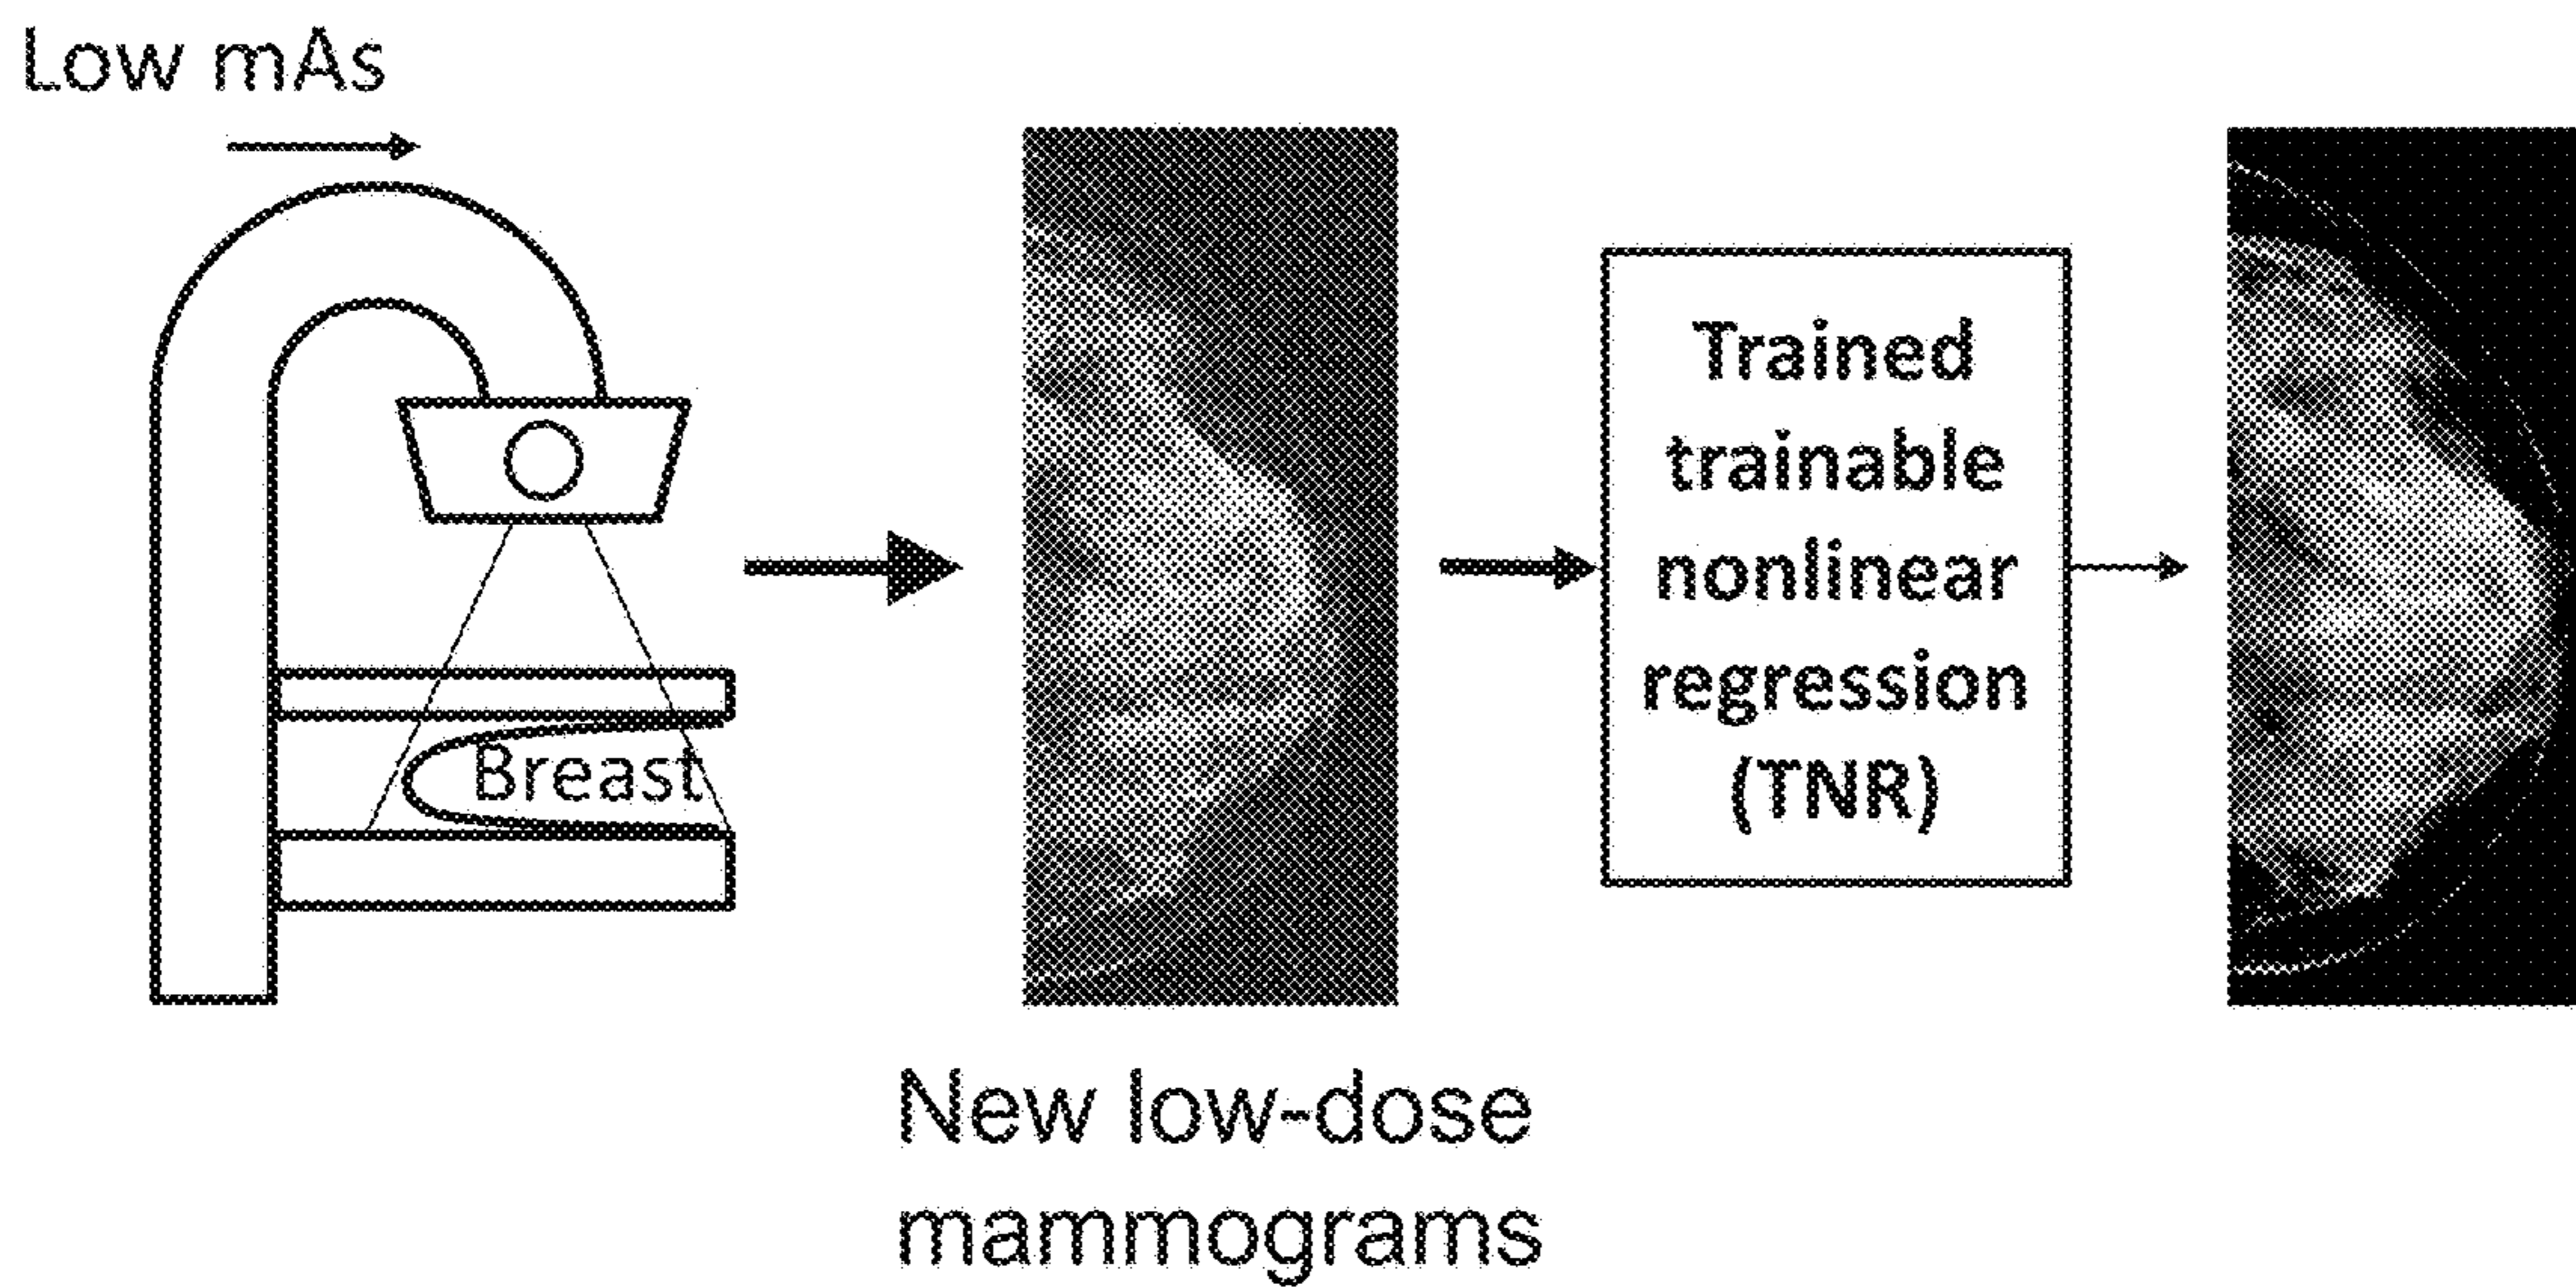 Low mAs
Breast
Trained
trainable
nonlinear
regression
(TNR)
New low-dose
mammograms